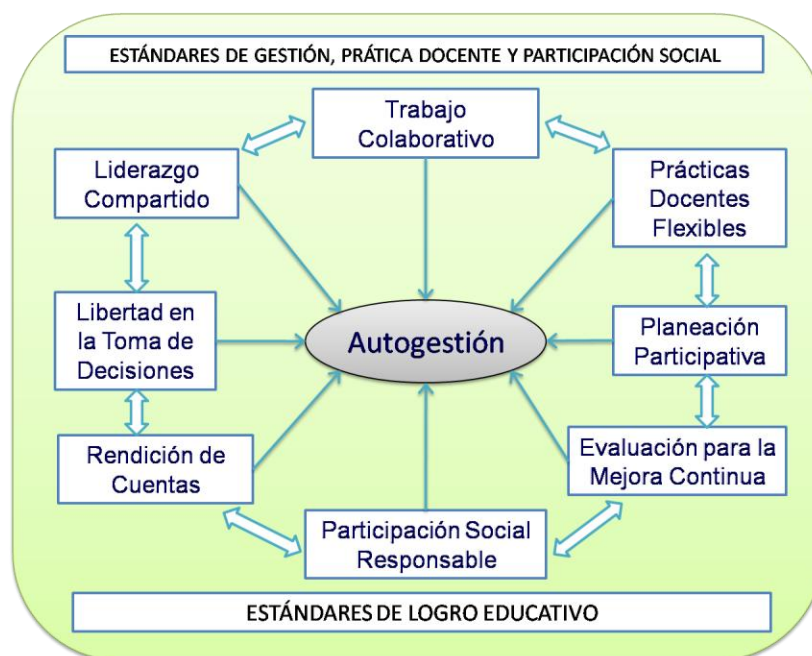 ESTÁNDARES DE GESTIÓN, PRÁTICA DOCENTE Y PARTICIPACIÓN SOCIAL
Trabajo
Colaborativo
Liderazgo
Compartido
Prácticas
Docentes
Flexibles
Libertad en
la Toma de
Decisiones
Autogestión
Planeación
Participativa
Rendición de
Cuentas
Evaluación para la
Mejora Continua
Participación Social
Responsable
ESTÁNDARES DE LOGRO EDUCATIVO